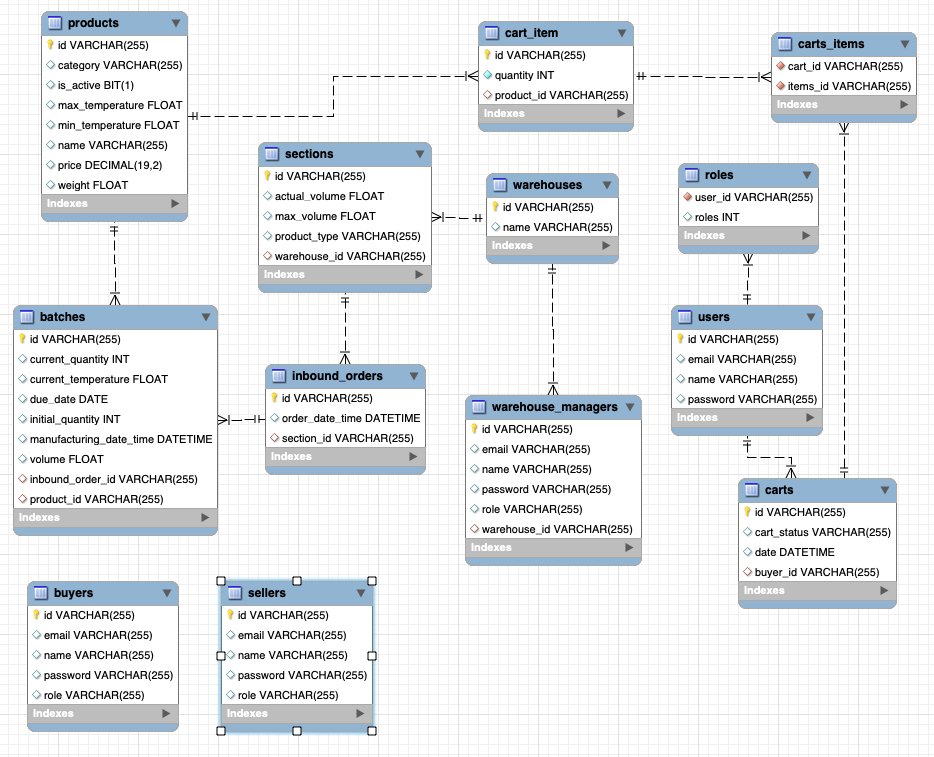 products
id VARCHAR(255)
category VARCHAR(255)
is_active BIT(1)
max_temperature FLOAT
min_temperature FLOAT
name VARCHAR(255)
price DECIMAL(19,2)
weight FLOAT
Indexes
cart_item
id VARCHAR(255)
quantity INT
product_id VARCHAR(255)
Indexes
carts_items
cart_id VARCHAR(255)
items_id VARCHAR(255)
Indexes
sections
id VARCHAR(255)
actual_volume FLOAT
max_volume FLOAT
product_type VARCHAR(255)
warehouse_id VARCHAR(255)
Indexes
warehouses
id VARCHAR(255)
name VARCHAR(255)
Indexes
roles
user_id VARCHAR(255)
roles INT
Indexes
batches
id VARCHAR(255)
current_quantity INT
current_temperature FLOAT
due_date DATE
initial_quantity INT
manufacturing_date_time DATETIME
volume FLOAT
inbound_order_id VARCHAR(255)
product_id VARCHAR(255)
Indexes
inbound_orders
id VARCHAR(255)
order_date_time DATETIME
section_id VARCHAR(255)
Indexes
warehouse_managers
id VARCHAR(255)
email VARCHAR(255)
name VARCHAR(255)
password VARCHAR(255)
role VARCHAR(255)
warehouse_id VARCHAR(255)
Indexes
users
id VARCHAR(255)
email VARCHAR(255)
name VARCHAR(255)
password VARCHAR(255)
Indexes
carts
id VARCHAR(255)
cart_status VARCHAR(255)
date DATETIME
buyer_id VARCHAR(255)
Indexes
buyers
id VARCHAR(255)
email VARCHAR(255)
name VARCHAR(255)
password VARCHAR(255)
role VARCHAR(255)
Indexes
sellers
id VARCHAR(255)
email VARCHAR(255)
name VARCHAR(255)
password VARCHAR(255)
role VARCHAR(255)
Indexes